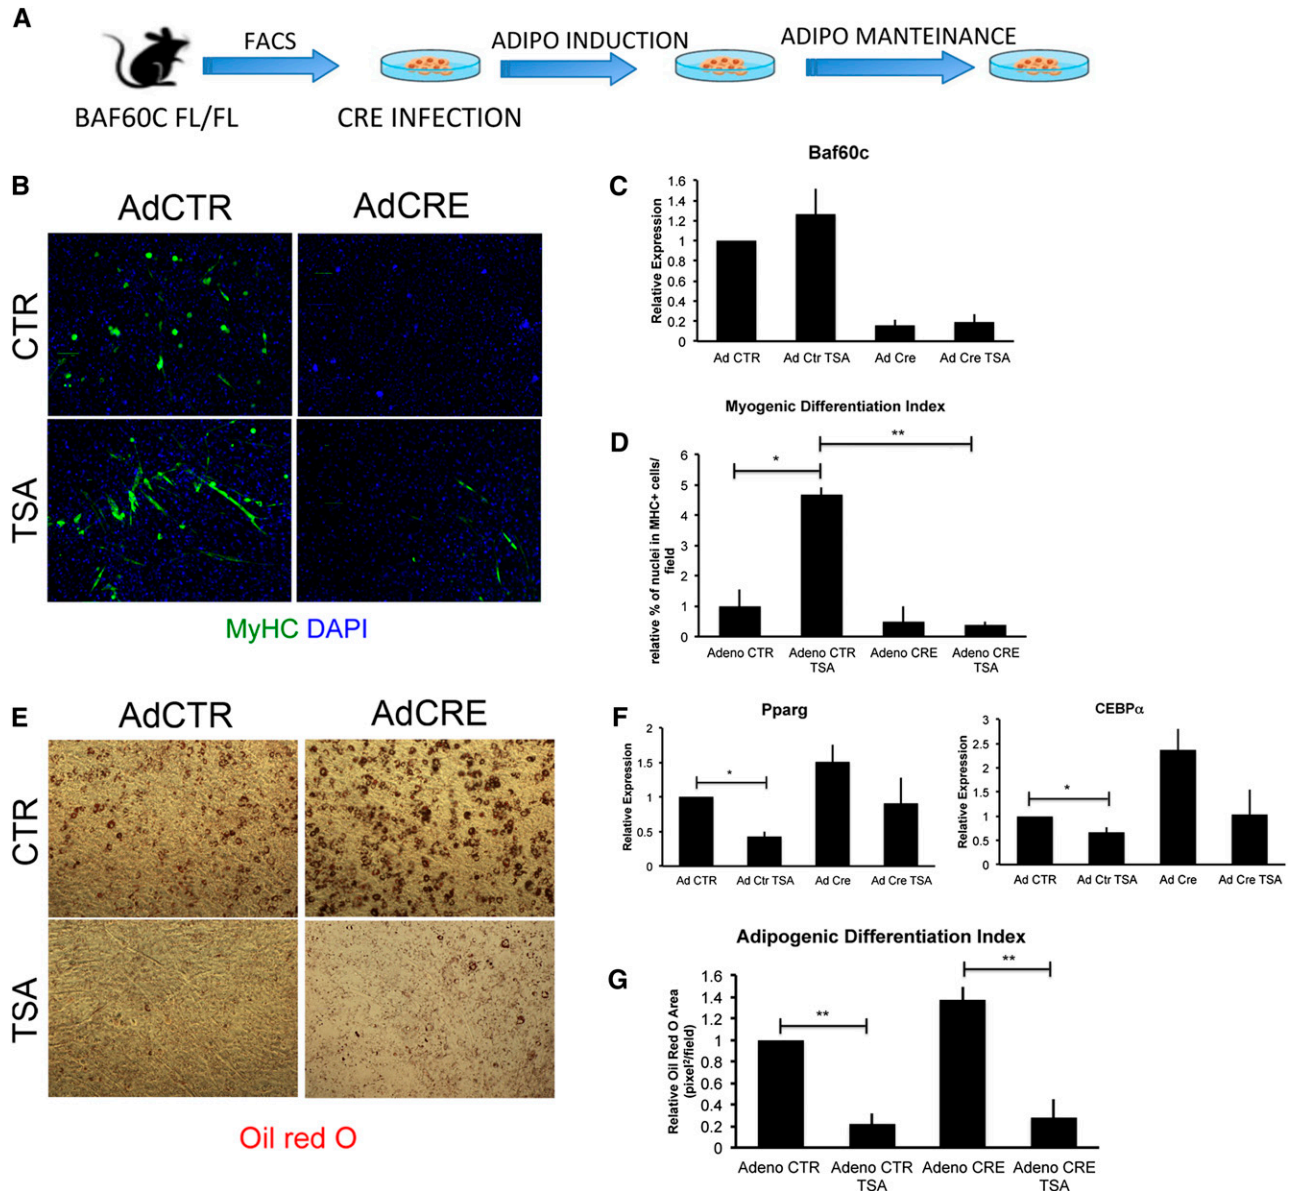 A
FACS
ADIPO INDUCTION
ADIPO MANTEINANCE
BAF60C FL/FL
CRE INFECTION
B
AdCTR
AdCRE
CTR
TSA
MyHC DAPI
C
Baf60c
Relative Expression
1.6
1.4
1.2
1
0.8
0.6
0.4
0.2
0
Ad CTR
Ad Ctr TSA
Ad Cre
Ad Cre TSA
D
Myogenic Differentiation Index
relative % of nuclei in MHC+ cells/
field
6
5
4
3
2
1
0
*
**
Adeno CTR
Adeno CTR
TSA
Adeno CRE
Adeno CRE
TSA
E
AdCTR
AdCRE
CTR
TSA
Oil red O
F
Pparg
Relative Expression
2
1.5
1
0.5
0
*
Ad CTR
Ad Ctr TSA
Ad Cre
Ad Cre TSA
CEBPα
Relative Expression
3
2.5
2
1.5
1
0.5
0
*
Ad CTR
Ad Ctr TSA
Ad Cre
Ad Cre TSA
G
Adipogenic Differentiation Index
Relative Oil Red O Area
(pixel²/field)
1.6
1.4
1.2
1
0.8
0.6
0.4
0.2
0
**
**
Adeno CTR
Adeno CTR
TSA
Adeno CRE
Adeno CRE
TSA